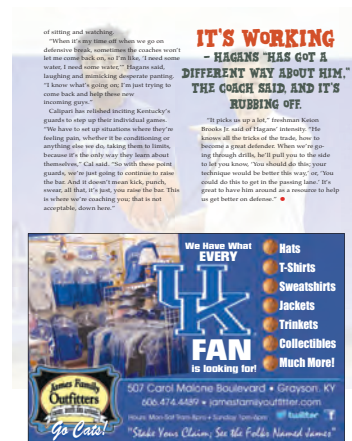 of sitting and watching.
"When it's my time off when we go on
defensive break, sometimes the coaches won't
let me come back on, so I'm like, 'I need some
water, I need some water,'" Hagans said,
laughing and mimicking desperate panting.
"I know what's going on; I'm just trying to
come back and help these new
incoming guys."
Calipari has relished inciting Kentucky's
guards to step up their individual games.
"We have to set up situations where they're
feeling pain, whether it be conditioning or
anything else we do, taking them to limits,
because it's the only way they learn about
themselves," Cal said. "So with these point
guards, we're just going to continue to raise
the bar. And it doesn't mean kick, punch,
swear, all that, it's just, you raise the bar. This
is where we're coaching you; that is not
acceptable, down here."
IT'S WORKING
– HAGANS "HAS GOT A
DIFFERENT WAY ABOUT HIM,"
THE COACH SAID, AND IT'S
RUBBING OFF.
"It picks us up a lot," freshman Keion
Brooks Jr. said of Hagans' intensity. "He
knows all the tricks of the trade, how to
become a great defender. When we're go-
ing through drills, he'll pull you to the side
to let you know, 'You should do this; your
technique would be better this way,' or, 'You
could do this to get in the passing lane.' It's
great to have him around as a resource to help
us get better on defense."
We Have What
EVERY
UK
FAN
is looking for!
Hats
T-Shirts
Sweatshirts
Jackets
Trinkets
Collectibles
Much More!
James Family
Outfitters
Go Cats!
507 Carol Malone Boulevard • Grayson, KY
606.474.4489 • jamesfamilyoutfitter.com
Hours: Mon-Sat 9am-8pm • Sunday 1pm-6pm
twitter f
"Stake Your Claim; See the Folks Named James"